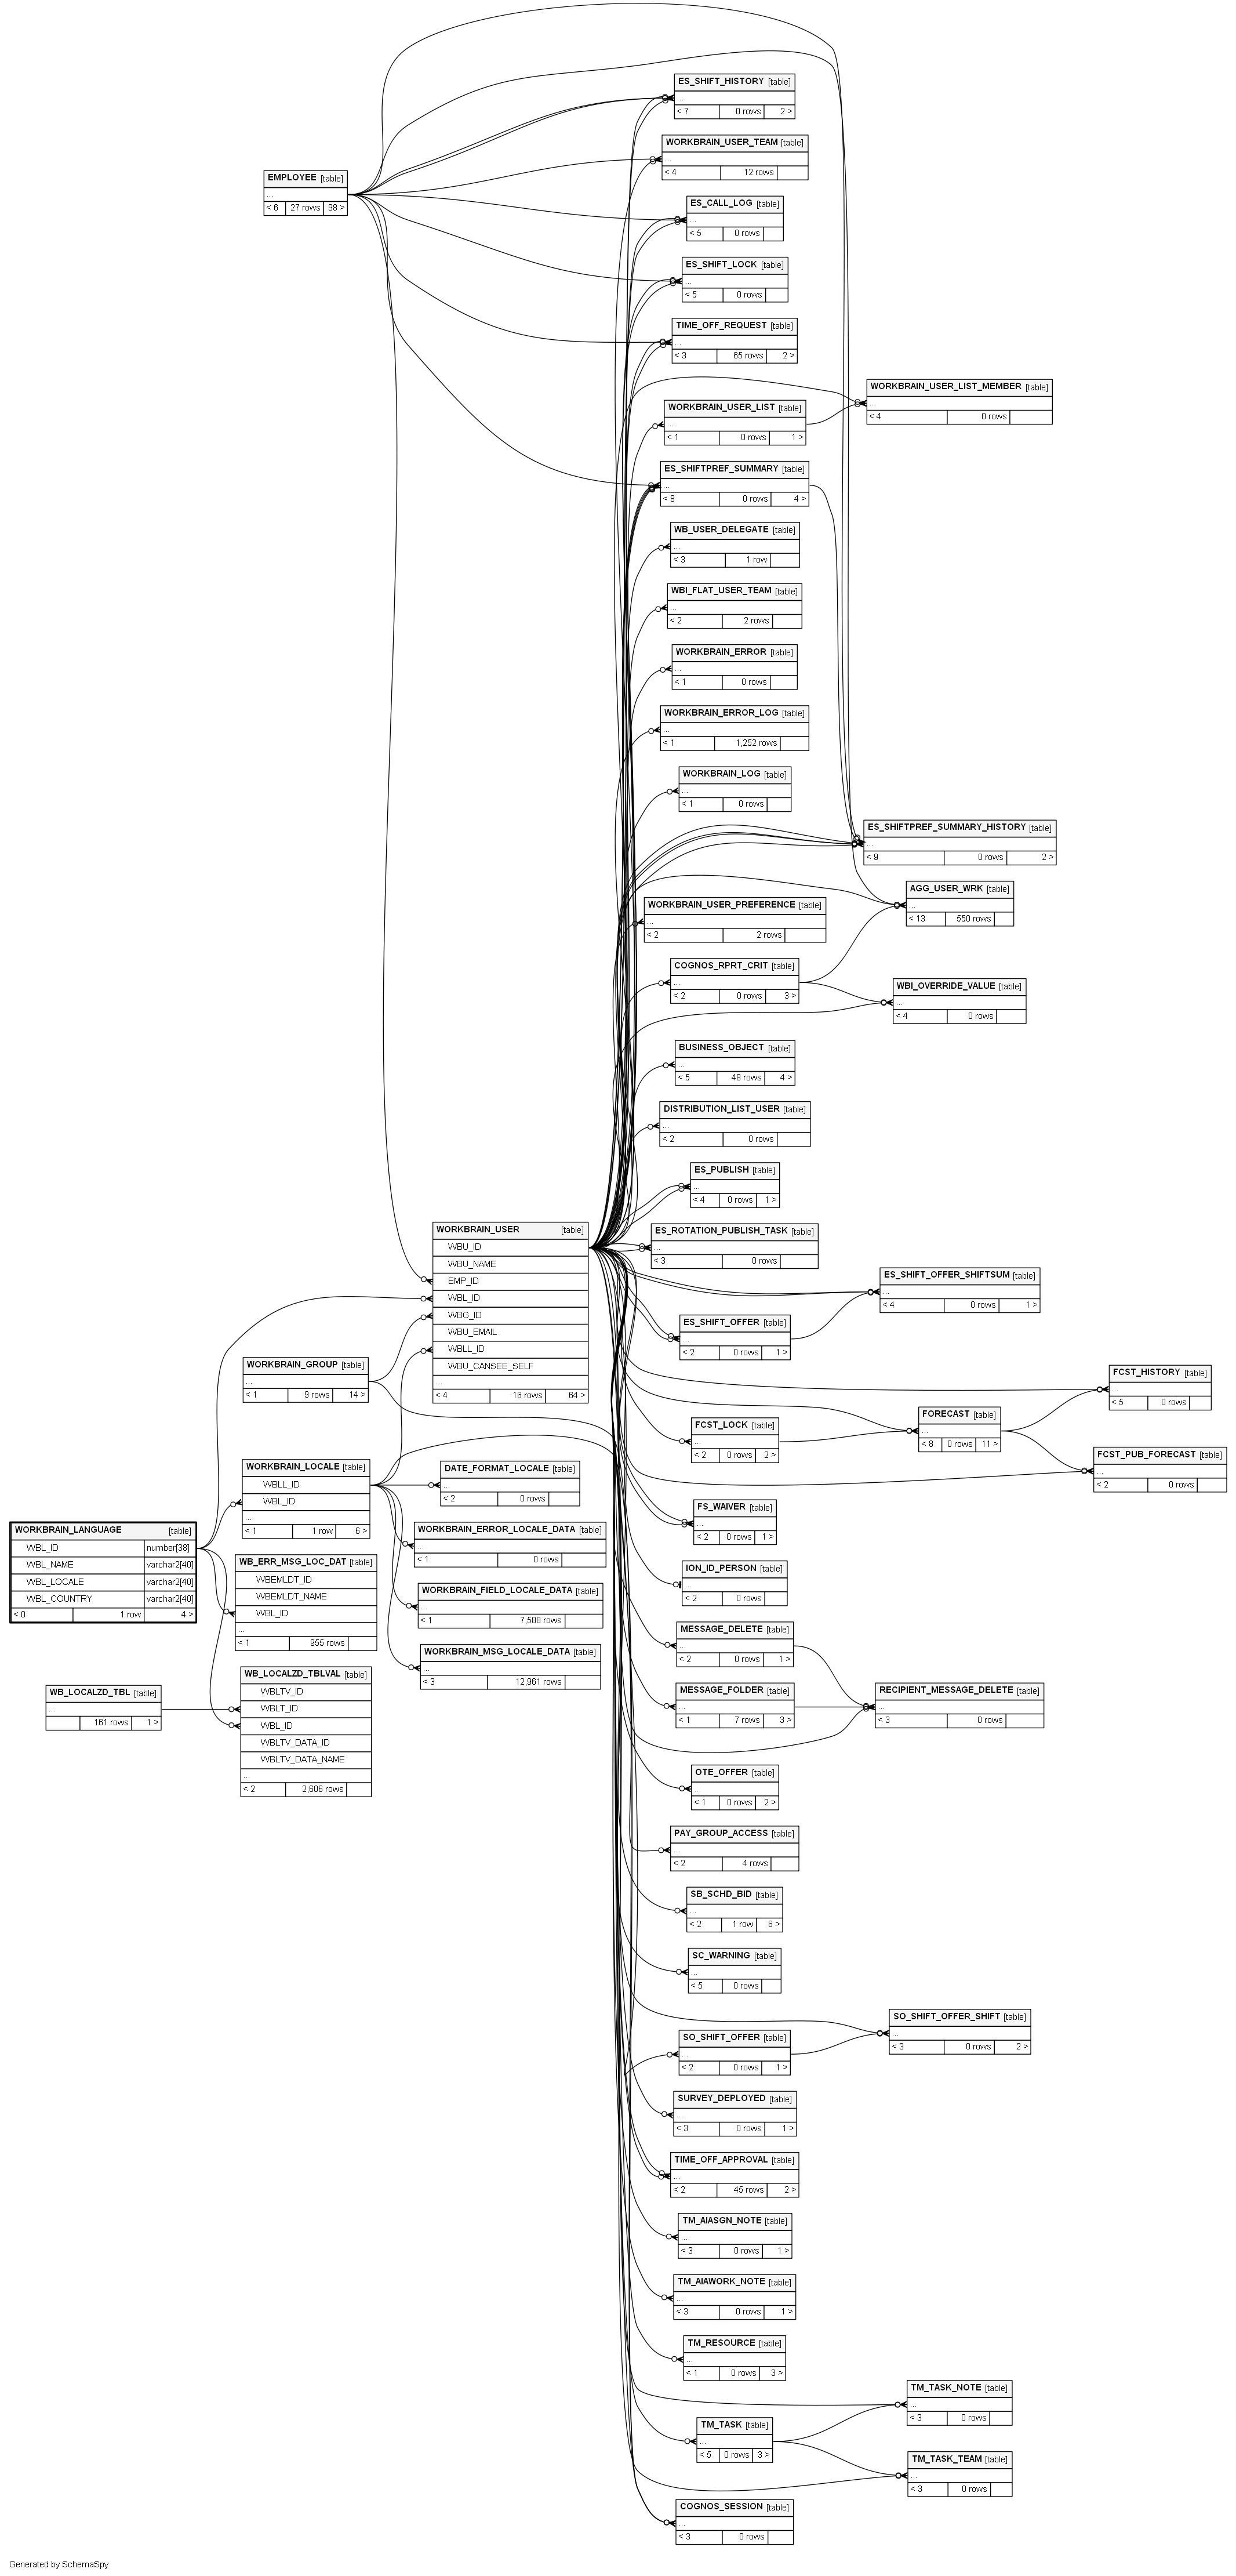 ES_SHIFT_HISTORY [table]
...
< 7 0 rows 2 >
WORKBRAIN_USER_TEAM [table]
...
< 4 12 rows
EMPLOYEE [table]
...
< 6 27 rows 98 >
ES_CALL_LOG [table]
...
< 5 0 rows
ES_SHIFT_LOCK [table]
...
< 5 0 rows
TIME_OFF_REQUEST [table]
...
< 3 65 rows 2 >
WORKBRAIN_USER_LIST_MEMBER [table]
...
< 4 0 rows
WORKBRAIN_USER_LIST [table]
...
< 1 0 rows 1 >
ES_SHIFTPREF_SUMMARY [table]
...
< 8 0 rows 4 >
WB_USER_DELEGATE [table]
...
< 3 1 row
WBI_FLAT_USER_TEAM [table]
...
< 2 2 rows
WORKBRAIN_ERROR [table]
...
< 1 0 rows
WORKBRAIN_ERROR_LOG [table]
...
< 1 1,252 rows
WORKBRAIN_LOG [table]
...
< 1 0 rows
ES_SHIFTPREF_SUMMARY_HISTORY [table]
...
< 9 0 rows 2 >
AGG_USER_WRK [table]
...
< 13 550 rows
WORKBRAIN_USER_PREFERENCE [table]
...
< 2 2 rows
COGNOS_RPRT_CRIT [table]
...
< 2 0 rows 3 >
WBI_OVERRIDE_VALUE [table]
...
< 4 0 rows
BUSINESS_OBJECT [table]
...
< 5 48 rows 4 >
DISTRIBUTION_LIST_USER [table]
...
< 2 0 rows
ES_PUBLISH [table]
...
< 4 0 rows 1 >
WORKBRAIN_USER [table]
WBU_ID
WBU_NAME
EMP_ID
WBL_ID
WBG_ID
WBU_EMAIL
WBLL_ID
WBU_CANSEE_SELF
...
< 4 16 rows 64 >
ES_ROTATION_PUBLISH_TASK [table]
...
< 3 0 rows
ES_SHIFT_OFFER_SHIFTSUM [table]
...
< 4 0 rows 1 >
ES_SHIFT_OFFER [table]
...
< 2 0 rows 1 >
WORKBRAIN_GROUP [table]
...
< 1 9 rows 14 >
FCST_HISTORY [table]
...
< 5 0 rows
FORECAST [table]
...
< 8 0 rows 11 >
FCST_LOCK [table]
...
< 2 0 rows 2 >
FCST_PUB_FORECAST [table]
...
< 2 0 rows
WORKBRAIN_LOCALE [table]
WBLL_ID
WBL_ID
...
< 1 1 row 6 >
DATE_FORMAT_LOCALE [table]
...
< 2 0 rows
FS_WAIVER [table]
...
< 2 0 rows 1 >
WORKBRAIN_LANGUAGE [table]
WBL_ID number[38]
WBL_NAME varchar2[40]
WBL_LOCALE varchar2[40]
WBL_COUNTRY varchar2[40]
< 0 1 row 4 >
WORKBRAIN_ERROR_LOCALE_DATA [table]
...
< 1 0 rows
WB_ERR_MSG_LOC_DAT [table]
WBEMLDT_ID
WBEMLDT_NAME
WBL_ID
...
< 1 955 rows
ION_ID_PERSON [table]
...
< 2 0 rows
WORKBRAIN_FIELD_LOCALE_DATA [table]
...
< 1 7,588 rows
MESSAGE_DELETE [table]
...
< 2 0 rows 1 >
WORKBRAIN_MSG_LOCALE_DATA [table]
...
< 3 12,961 rows
WB_LOCALZD_TBL [table]
...
161 rows 1 >
WB_LOCALZD_TBLVAL [table]
WBLTV_ID
WBLT_ID
WBL_ID
WBLTV_DATA_ID
WBLTV_DATA_NAME
...
< 2 2,606 rows
MESSAGE_FOLDER [table]
...
< 1 7 rows 3 >
RECIPIENT_MESSAGE_DELETE [table]
...
< 3 0 rows
OTE_OFFER [table]
...
< 1 0 rows 2 >
PAY_GROUP_ACCESS [table]
...
< 2 4 rows
SB_SCHD_BID [table]
...
< 2 1 row 6 >
SC_WARNING [table]
...
< 5 0 rows
SO_SHIFT_OFFER_SHIFT [table]
...
< 3 0 rows 2 >
SO_SHIFT_OFFER [table]
...
< 2 0 rows 1 >
SURVEY_DEPLOYED [table]
...
< 3 0 rows 1 >
TIME_OFF_APPROVAL [table]
...
< 2 45 rows 2 >
TM_AIASGN_NOTE [table]
...
< 3 0 rows 1 >
TM_AIAWORK_NOTE [table]
...
< 3 0 rows 1 >
TM_RESOURCE [table]
...
< 1 0 rows 3 >
TM_TASK_NOTE [table]
...
< 3 0 rows
TM_TASK [table]
...
< 5 0 rows 3 >
TM_TASK_TEAM [table]
...
< 3 0 rows
COGNOS_SESSION [table]
...
< 3 0 rows
Generated by SchemaSpy